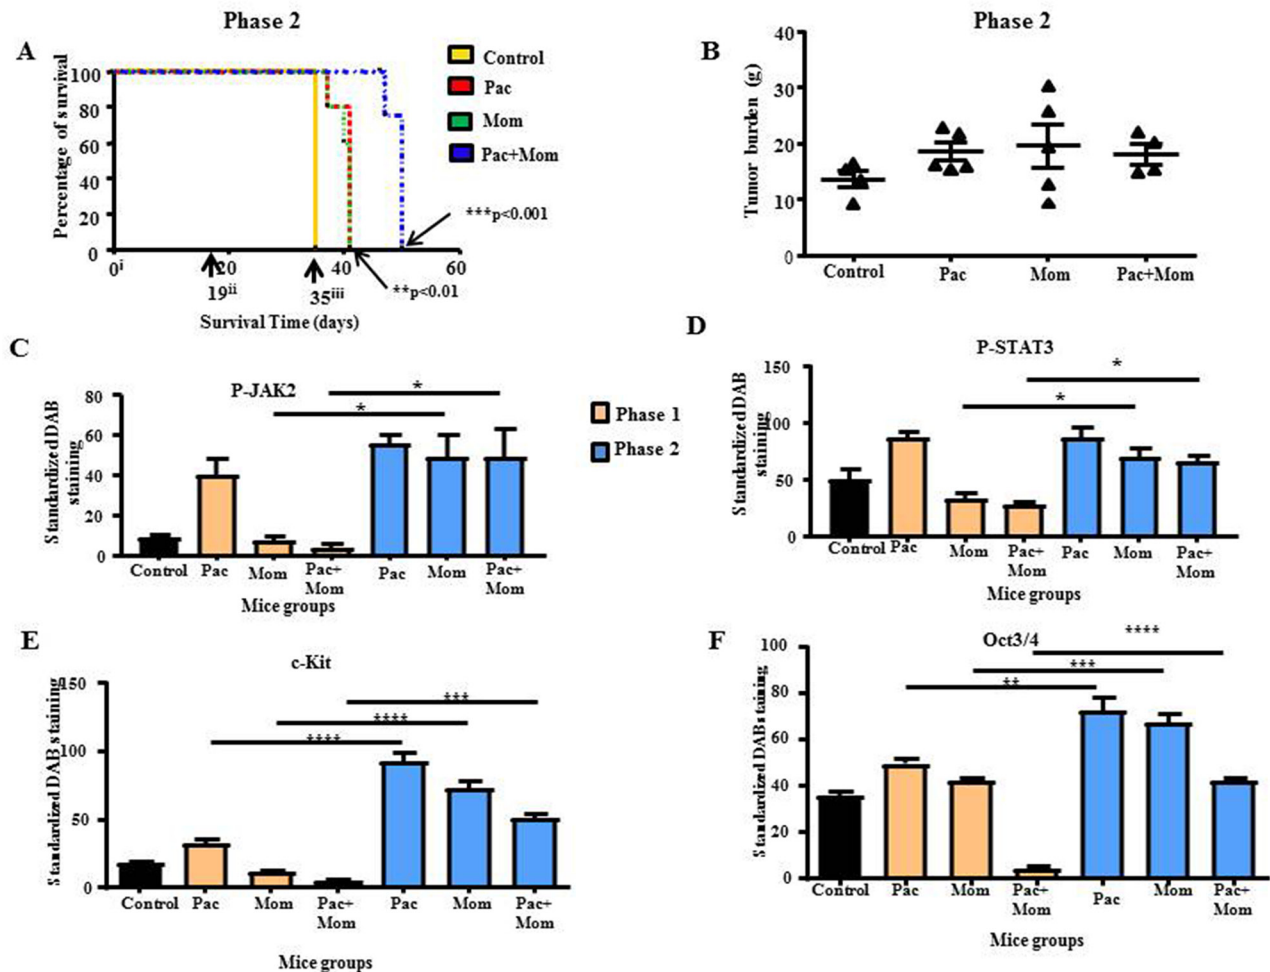 Phase 2
A
Percentage of survival
100
80
60
40
20
0
0i
20
40
60
19ii
35iii
Survival Time (days)
***p<0.001
**p<0.01
Control
Pac
Mom
Pac+Mom
Phase 2
B
Tumor burden (g)
40
30
20
10
0
Control
Pac
Mom
Pac+Mom
C
P-JAK2
Standardized DAB
staining
80
60
40
20
0
*
*
Control
Pac
Mom
Pac+
Mom
Pac
Mom
Pac+
Mom
Mice groups
Phase 1
Phase 2
D
P-STAT3
Standardized DAB
staining
150
100
50
0
*
*
Control
Pac
Mom
Pac+
Mom
Pac
Mom
Pac+
Mom
Mice groups
E
c-Kit
Standardized DAB staining
150
100
50
0
***
****
****
Control
Pac
Mom
Pac+
Mom
Pac
Mom
Pac+
Mom
Mice groups
F
Oct3/4
Standardized DAB staining
100
80
60
40
20
0
****
***
**
Control
Pac
Mom
Pac+
Mom
Pac
Mom
Pac+
Mom
Mice groups